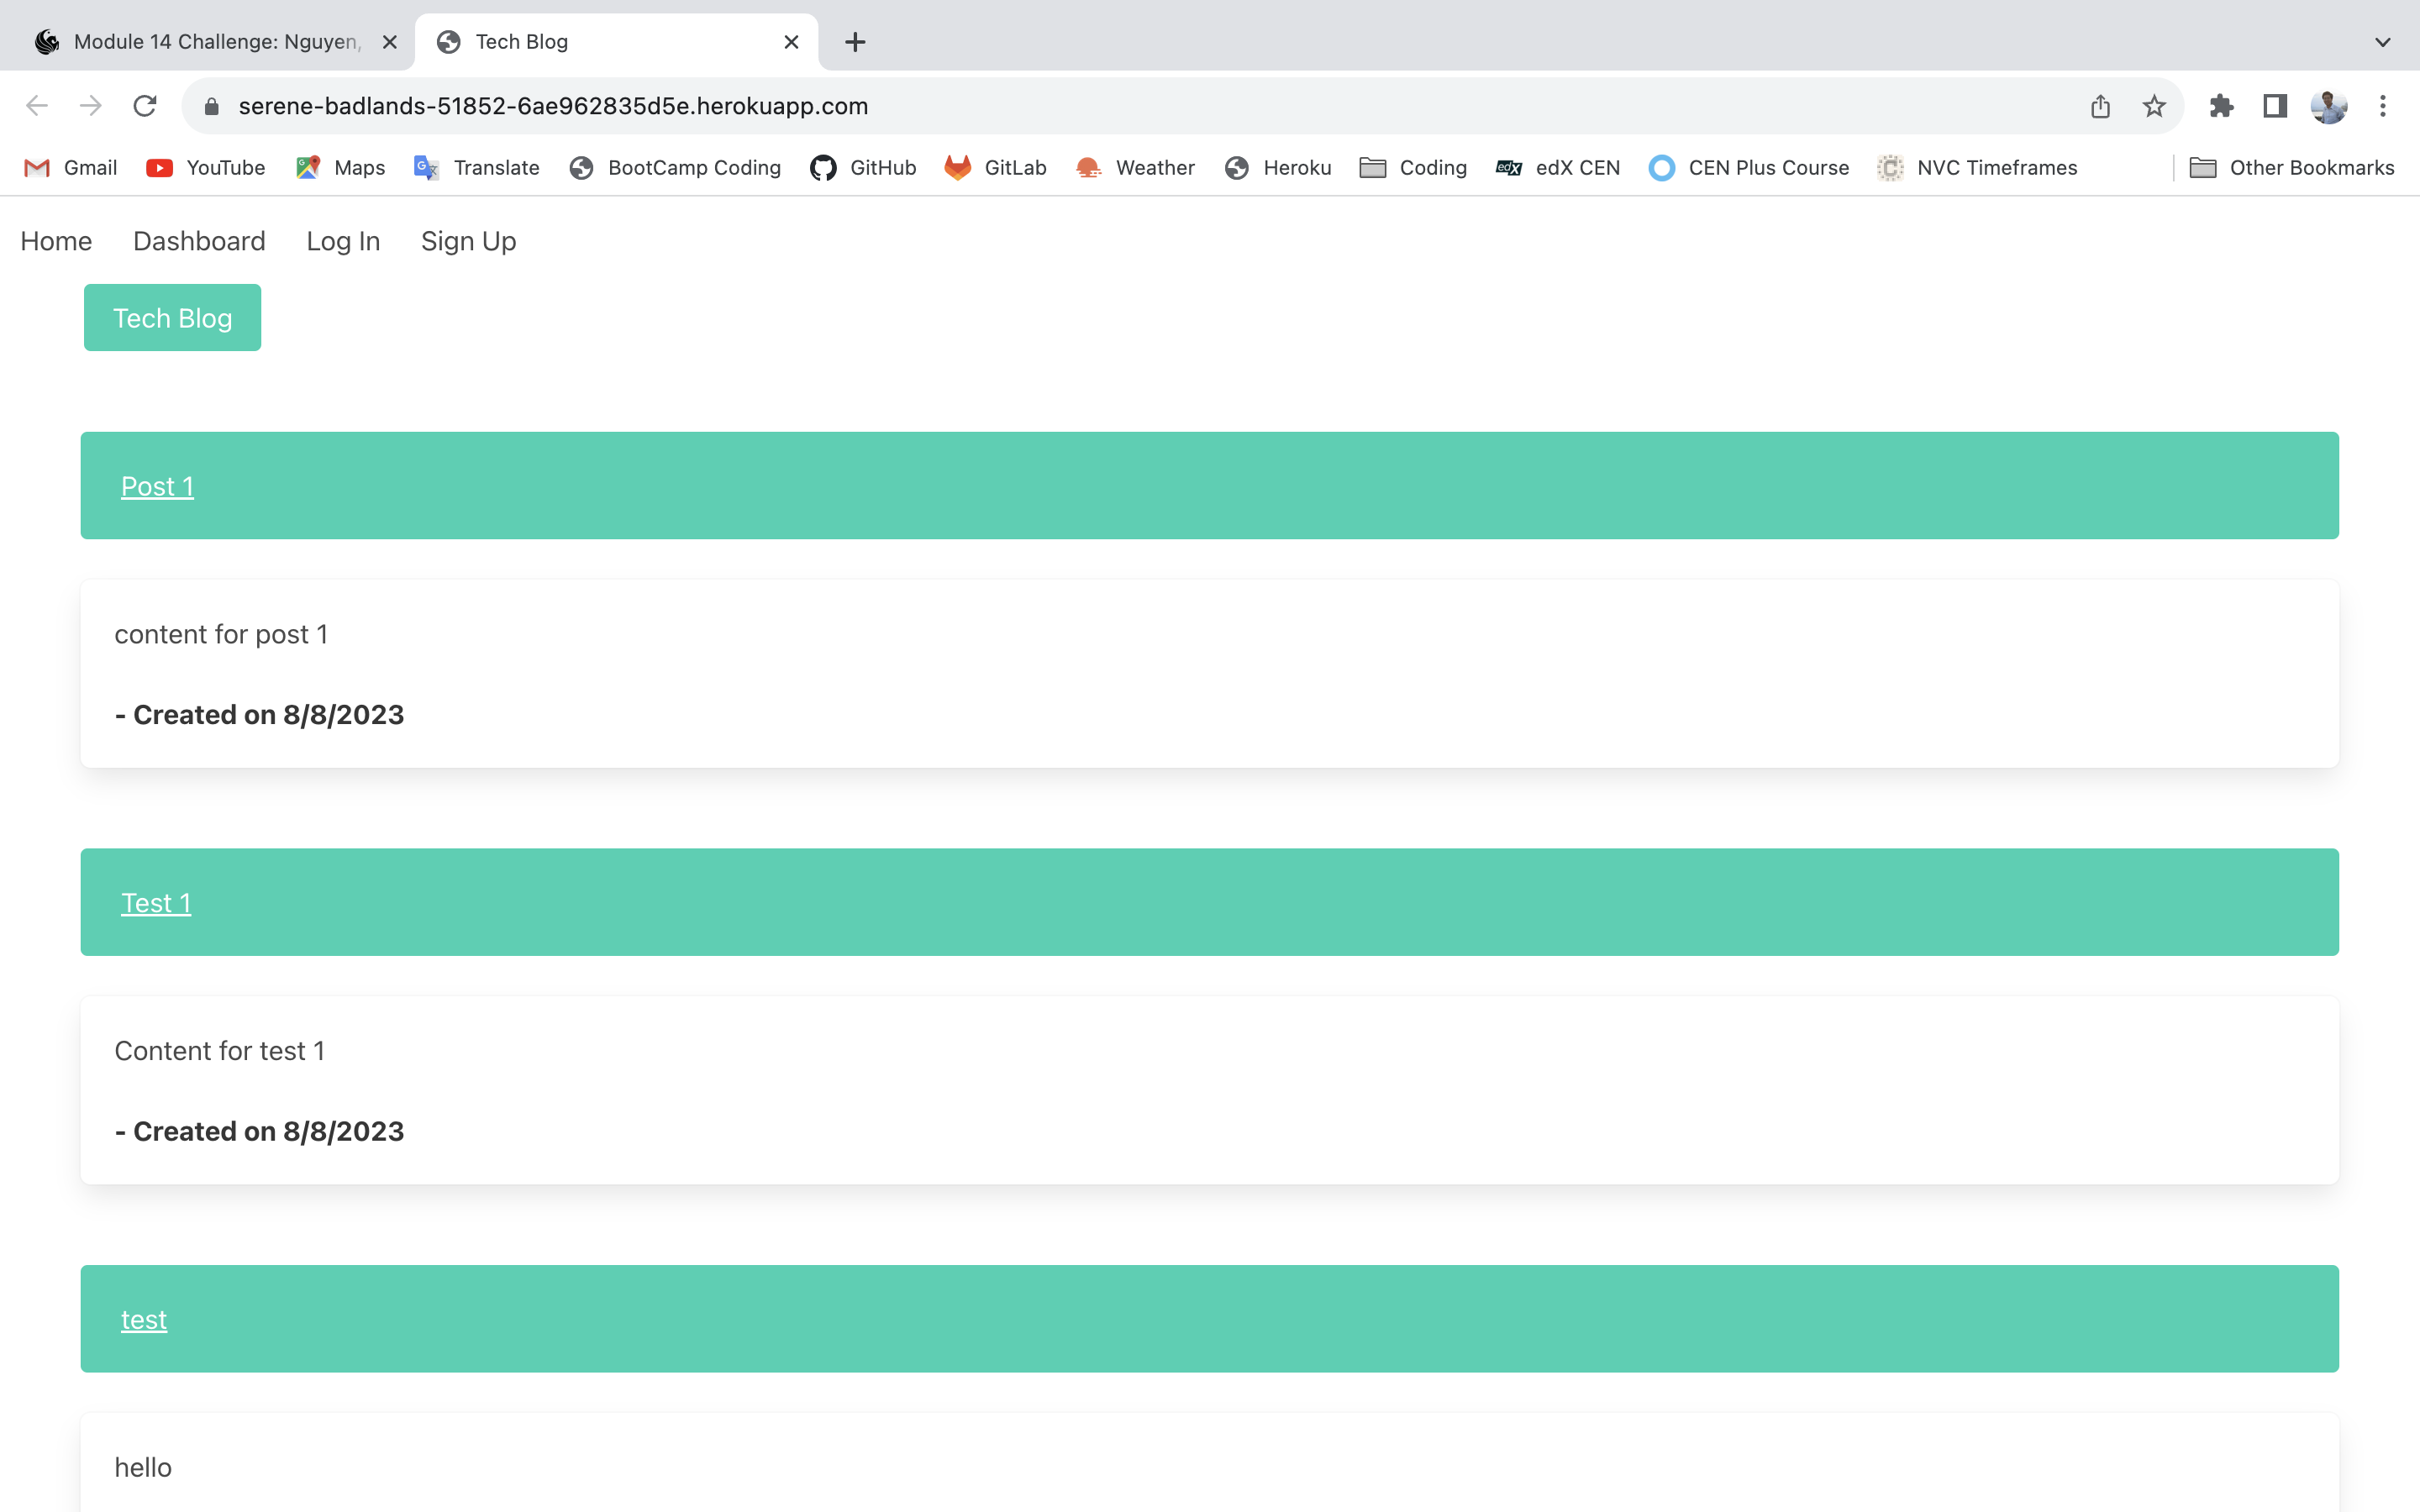 Module 14 Challenge: Nguyen,
Tech Blog
serene-badlands-51852-6ae962835d5e.herokuapp.com
Gmail YouTube Maps Translate BootCamp Coding GitHub GitLab Weather Heroku Coding edX edX CEN CEN Plus Course NVC Timeframes Other Bookmarks
Home Dashboard Log In Sign Up
Tech Blog
Post 1
content for post 1
- Created on 8/8/2023
Test 1
Content for test 1
- Created on 8/8/2023
test
hello